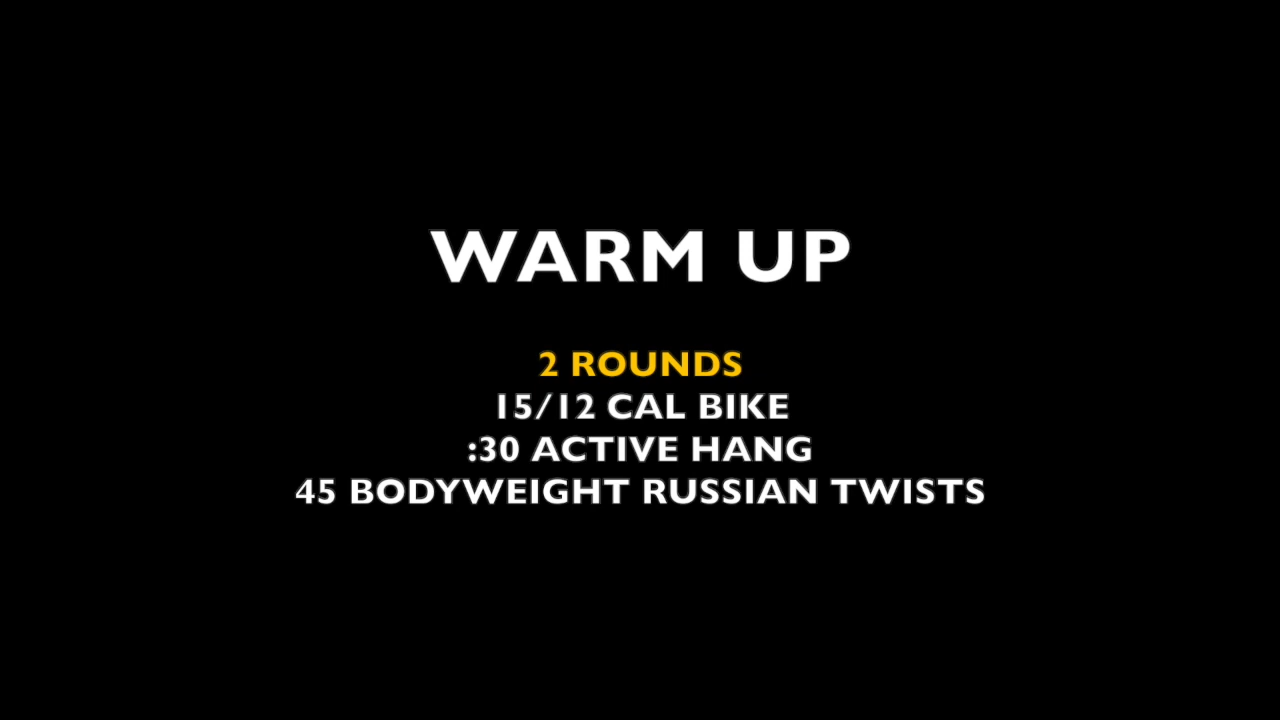 WARM UP
2 ROUNDS
15/12 CAL BIKE
:30 ACTIVE HANG
45 BODYWEIGHT RUSSIAN TWISTS